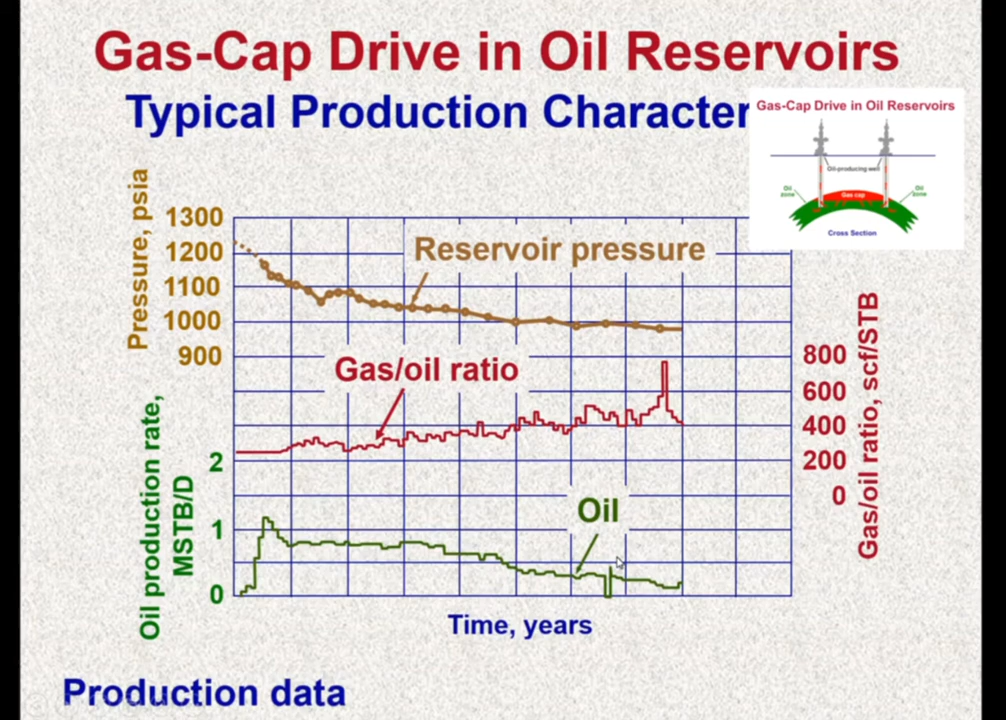 Gas-Cap Drive in Oil Reservoirs
Typical Production Character
Gas-Cap Drive in Oil Reservoirs
Oil-producing well
Oil zone
Gas cap
Oil zone
Cross Section
Pressure, psia
1300
1200
1100
1000
900
Reservoir pressure
Gas/oil ratio
800
600
400
200
0
Gas/oil ratio, scf/STB
Oil production rate,
MSTB/D
2
1
0
Oil
Time, years
Production data